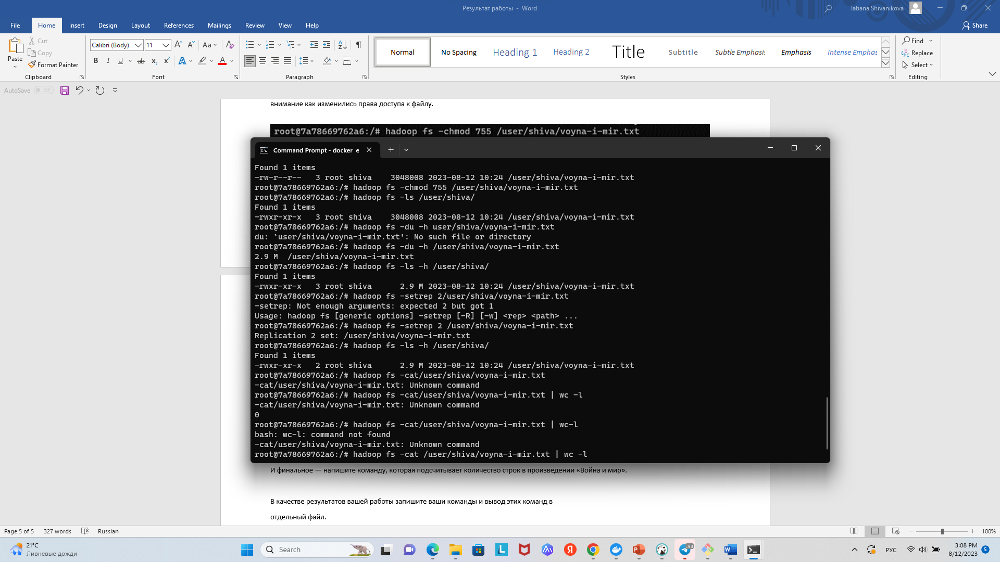 Результат работы - Word
Tatiana Shivanikova
File Home Insert Design Layout References Mailings Review View Help
Share
Paste
Cut
Copy
Format Painter
Clipboard
Calibri (Body) 11
Font
Paragraph
Normal No Spacing Heading 1 Heading 2 Title Subtitle Subtle Emphasis Emphasis Intense Emphas
Styles
Find
Replace
Select
Editing
AutoSave Off
внимание как изменились права доступа к файлу.
root@7a78669762a6:/# hadoop fs -chmod 755 /user/shiva/voyna-i-mir.txt
Command Prompt - docker e
Found 1 items
-rw-r--r-- 3 root shiva 3048008 2023-08-12 10:24 /user/shiva/voyna-i-mir.txt
root@7a78669762a6:/# hadoop fs -chmod 755 /user/shiva/voyna-i-mir.txt
root@7a78669762a6:/# hadoop fs -ls /user/shiva/
Found 1 items
-rwxr-xr-x 3 root shiva 3048008 2023-08-12 10:24 /user/shiva/voyna-i-mir.txt
root@7a78669762a6:/# hadoop fs -du -h user/shiva/voyna-i-mir.txt
du: `user/shiva/voyna-i-mir.txt': No such file or directory
root@7a78669762a6:/# hadoop fs -du -h /user/shiva/voyna-i-mir.txt
2.9 M /user/shiva/voyna-i-mir.txt
root@7a78669762a6:/# hadoop fs -ls -h /user/shiva/
Found 1 items
-rwxr-xr-x 3 root shiva 2.9 M 2023-08-12 10:24 /user/shiva/voyna-i-mir.txt
root@7a78669762a6:/# hadoop fs -setrep 2/user/shiva/voyna-i-mir.txt
-setrep: Not enough arguments: expected 2 but got 1
Usage: hadoop fs [generic options] -setrep [-R] [-w] <rep> <path> ...
root@7a78669762a6:/# hadoop fs -setrep 2 /user/shiva/voyna-i-mir.txt
Replication 2 set: /user/shiva/voyna-i-mir.txt
root@7a78669762a6:/# hadoop fs -ls -h /user/shiva/
Found 1 items
-rwxr-xr-x 2 root shiva 2.9 M 2023-08-12 10:24 /user/shiva/voyna-i-mir.txt
root@7a78669762a6:/# hadoop fs -cat/user/shiva/voyna-i-mir.txt
-cat/user/shiva/voyna-i-mir.txt: Unknown command
root@7a78669762a6:/# hadoop fs -cat/user/shiva/voyna-i-mir.txt | wc -l
-cat/user/shiva/voyna-i-mir.txt: Unknown command
0
root@7a78669762a6:/# hadoop fs -cat/user/shiva/voyna-i-mir.txt | wc-l
bash: wc-l: command not found
-cat/user/shiva/voyna-i-mir.txt: Unknown command
root@7a78669762a6:/# hadoop fs -cat /user/shiva/voyna-i-mir.txt | wc -l
И финальное — напишите команду, которая подсчитывает количество строк в произведении «Война и мир».
В качестве результатов вашей работы запишите ваши команды и вывод этих команд в
отдельный файл.
Page 5 of 5 327 words Russian
100%
21°C
Ливневые дожди
Search
93
РУС
3:08 PM
8/12/2023
5